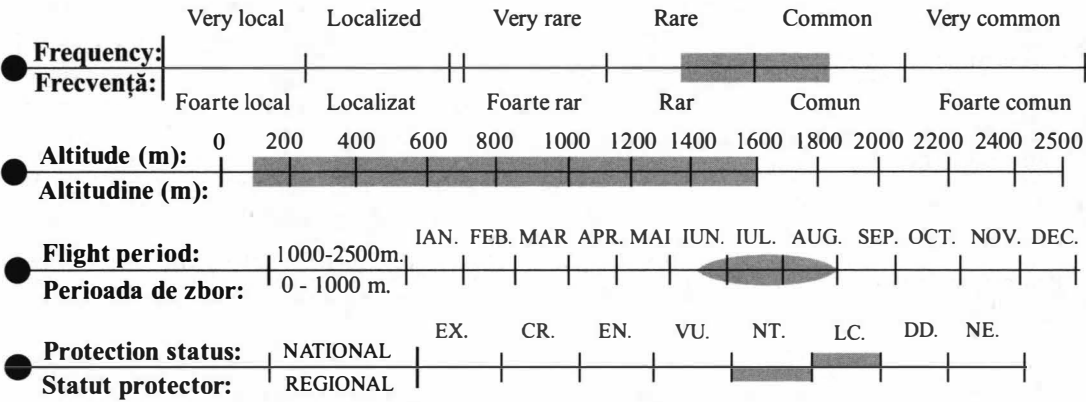 Very local Localized Very rare Rare Common Very common
Frequency:
Frecvență:
Foarte local Localizat Foarte rar Rar Comun Foarte comun
0 200 400 600 800 1000 1200 1400 1600 1800 2000 2200 2400 2500
Altitude (m):
Altitudine (m):
IAN. FEB. MAR APR. MAI IUN. IUL. AUG. SEP. OCT. NOV. DEC.
Flight period: 1000-2500m.
Perioada de zbor: 0 - 1000 m.
EX. CR. EN. VU. NT. LC. DD. NE.
Protection status: NATIONAL
Statut protector: REGIONAL